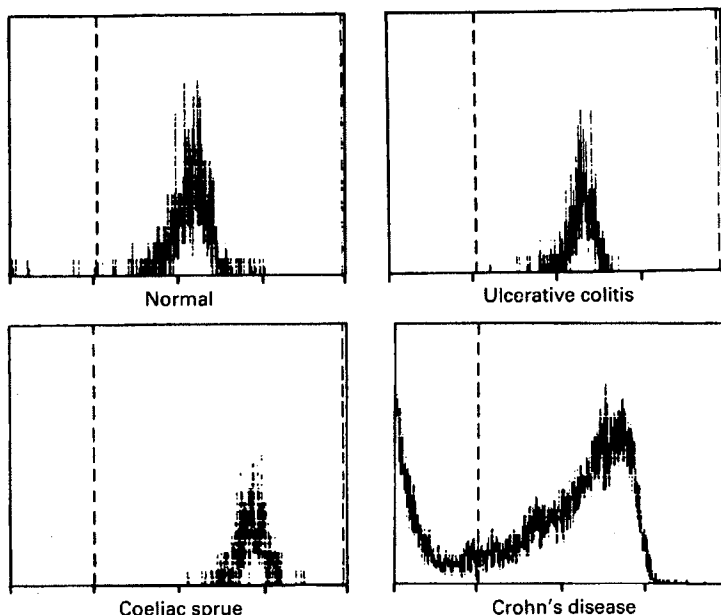 Normal
Ulcerative colitis
Coeliac sprue
Crohn's disease